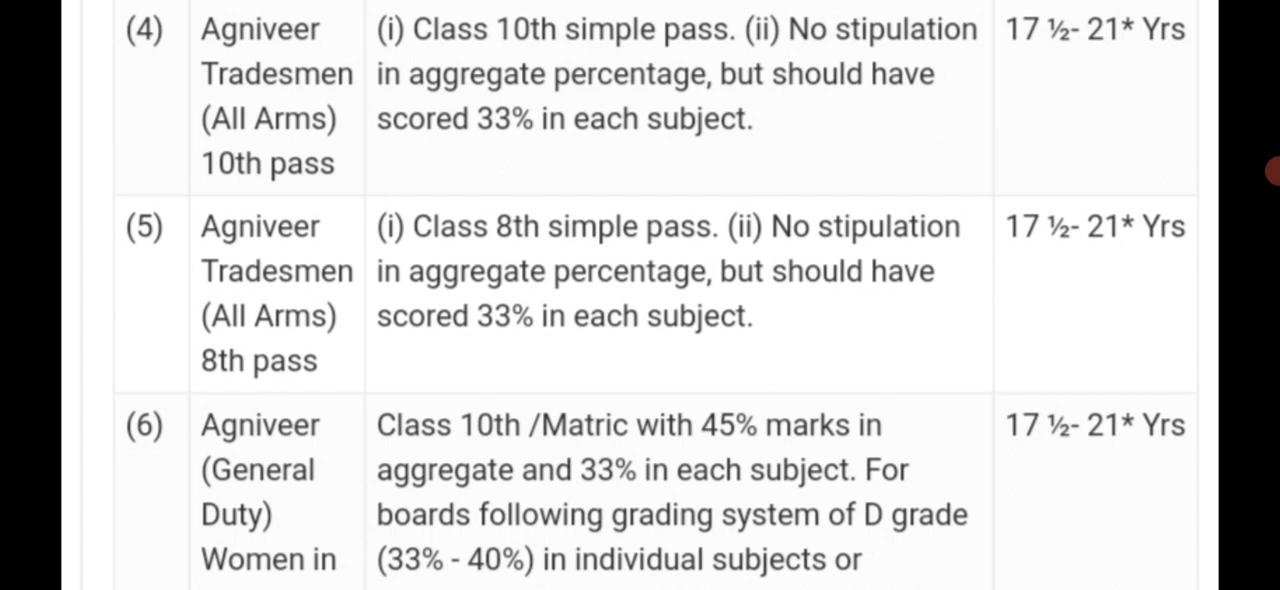 (4) Agniveer Tradesmen (All Arms) 10th pass
(i) Class 10th simple pass. (ii) No stipulation
in aggregate percentage, but should have
scored 33% in each subject.
17 ½- 21* Yrs
(5) Agniveer Tradesmen (All Arms) 8th pass
(i) Class 8th simple pass. (ii) No stipulation
in aggregate percentage, but should have
scored 33% in each subject.
17 ½- 21* Yrs
(6) Agniveer (General Duty) Women in
Class 10th /Matric with 45% marks in
aggregate and 33% in each subject. For
boards following grading system of D grade
(33% - 40%) in individual subjects or
17 ½- 21* Yrs